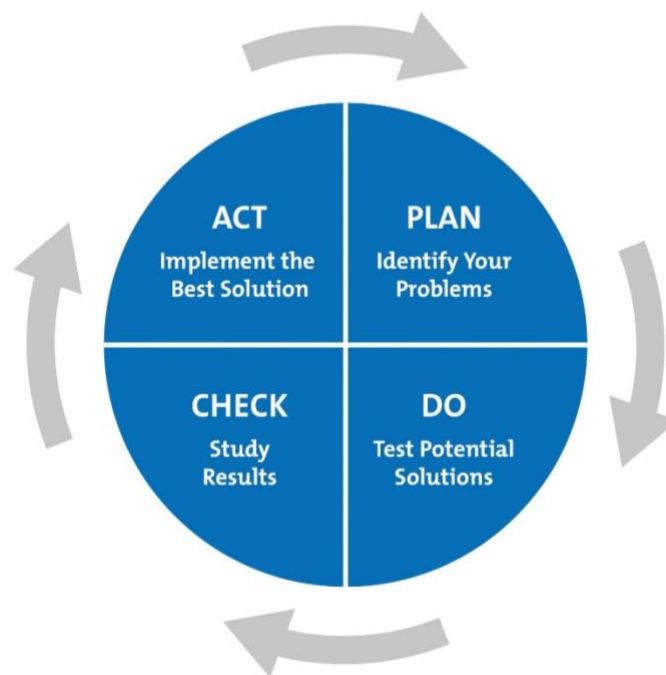 ACT
Implement the
Best Solution
PLAN
Identify Your
Problems
CHECK
Study
Results
DO
Test Potential
Solutions